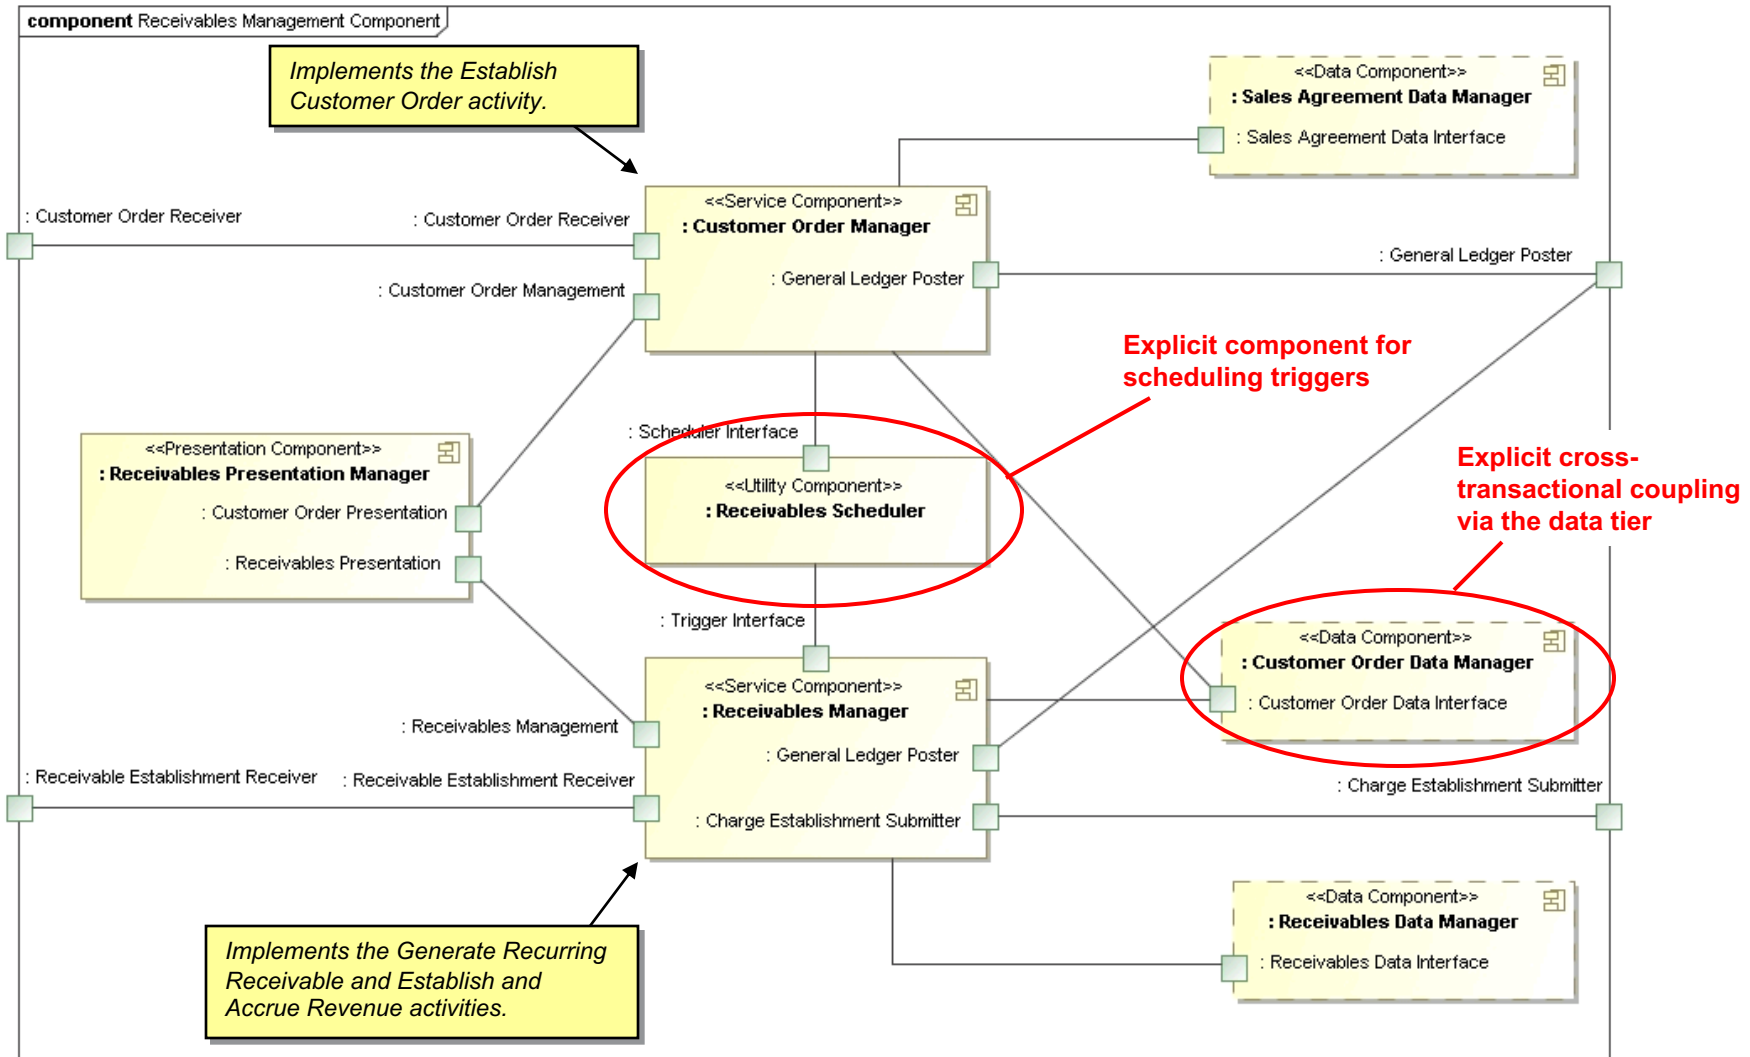 component Receivables Management Component
Implements the Establish
Customer Order activity.
<<Data Component>>
: Sales Agreement Data Manager
: Sales Agreement Data Interface
<<Service Component>>
: Customer Order Manager
: Customer Order Receiver
: Customer Order Receiver
: General Ledger Poster
: General Ledger Poster
: Customer Order Management
Explicit component for
scheduling triggers
: Scheduler Interface
<<Presentation Component>>
: Receivables Presentation Manager
: Customer Order Presentation
: Receivables Presentation
<<Utility Component>>
: Receivables Scheduler
Explicit cross-
transactional coupling
via the data tier
: Trigger Interface
<<Data Component>>
: Customer Order Data Manager
: Customer Order Data Interface
<<Service Component>>
: Receivables Manager
: Receivables Management
: General Ledger Poster
: Receivable Establishment Receiver
: Receivable Establishment Receiver
: Charge Establishment Submitter
: Charge Establishment Submitter
<<Data Component>>
: Receivables Data Manager
: Receivables Data Interface
Implements the Generate Recurring
Receivable and Establish and
Accrue Revenue activities.